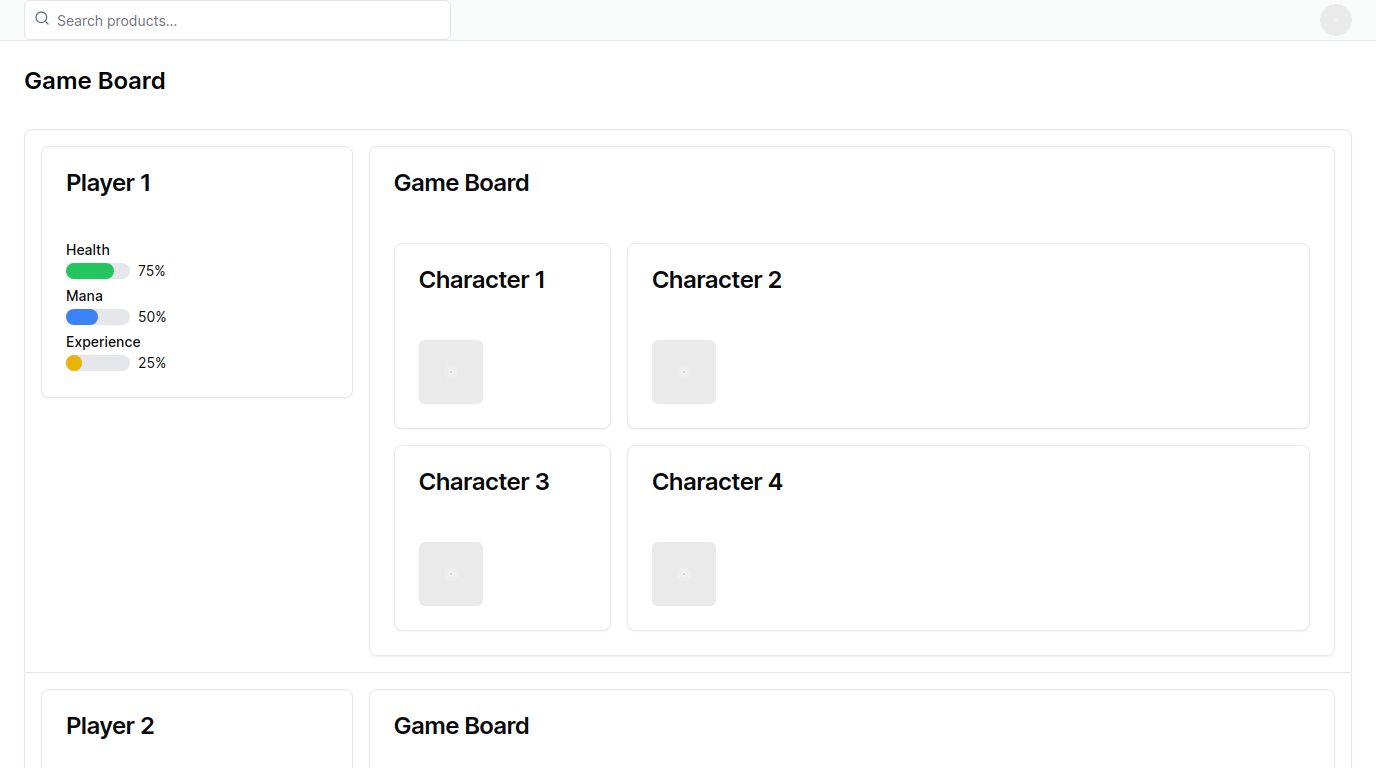 Search products...
Game Board
Player 1
Health
75%
Mana
50%
Experience
25%
Game Board
Character 1
Character 2
Character 3
Character 4
Player 2
Game Board